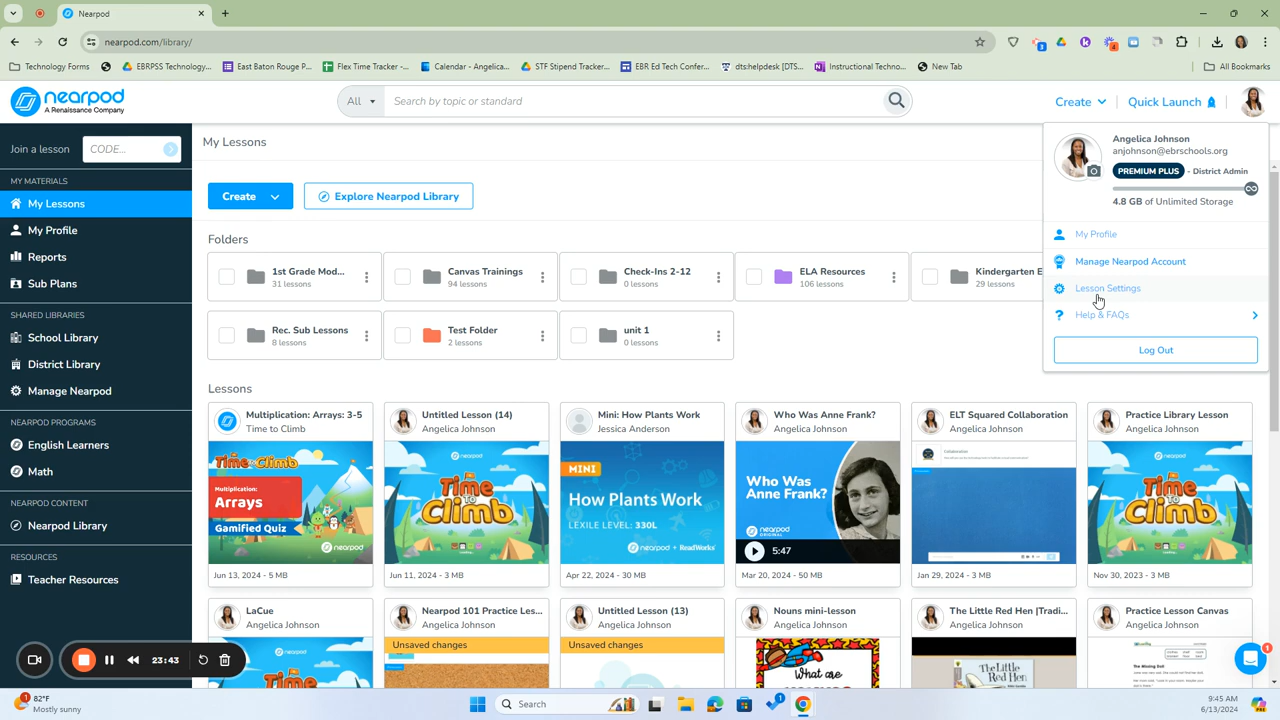 Nearpod
nearpod.com/library/
Technology Forms
EBRPSS Technology...
East Baton Rouge P...
Flex Time Tracker -...
Calendar - Angelica...
STF Stipend Tracker...
EBR Ed Tech Confer...
dtshelpdesk [DTS...
Instructional Techno...
New Tab
All Bookmarks
nearpod
A Renaissance Company
All
Search by topic or standard
Create
Quick Launch
Join a lesson
CODE...
MY MATERIALS
My Lessons
My Profile
Reports
Sub Plans
SHARED LIBRARIES
School Library
District Library
Manage Nearpod
NEARPOD PROGRAMS
English Learners
Math
NEARPOD CONTENT
Nearpod Library
RESOURCES
Teacher Resources
My Lessons
Create
Explore Nearpod Library
Angelica Johnson
anjohnson@ebrschools.org
PREMIUM PLUS - District Admin
4.8 GB of Unlimited Storage
My Profile
Manage Nearpod Account
Lesson Settings
Help & FAQs
Log Out
Folders
1st Grade Mod...
31 lessons
Canvas Trainings
94 lessons
Check-Ins 2-12
0 lessons
ELA Resources
106 lessons
Kindergarten E
29 lessons
Rec. Sub Lessons
8 lessons
Test Folder
2 lessons
unit 1
0 lessons
Lessons
Multiplication: Arrays: 3-5
Time to Climb
Time to Climb
Multiplication:
Arrays
Gamified Quiz
nearpod
Jun 13, 2024 - 5 MB
Untitled Lesson (14)
Angelica Johnson
nearpod
Time to Climb
Jun 11, 2024 - 3 MB
Mini: How Plants Work
Jessica Anderson
MINI
How Plants Work
LEXILE LEVEL: 330L
nearpod + ReadWorks
Apr 22, 2024 - 30 MB
Who Was Anne Frank?
Angelica Johnson
Who Was
Anne Frank?
nearpod
ORIGINAL
5:47
Mar 20, 2024 - 50 MB
ELT Squared Collaboration
Angelica Johnson
Collaboration
Jan 29, 2024 - 3 MB
Practice Library Lesson
Angelica Johnson
nearpod
Time to Climb
Nov 30, 2023 - 3 MB
LaCue
Angelica Johnson
nearpod
Nearpod 101 Practice Les...
Angelica Johnson
Unsaved changes
Untitled Lesson (13)
Angelica Johnson
Unsaved changes
Nouns mini-lesson
Angelica Johnson
What are
The Little Red Hen |Tradi...
Angelica Johnson
The Little
Red Hen
Practice Lesson Canvas
Angelica Johnson
The Missing Doll
23:43
1
82°F
Mostly sunny
Search
9:45 AM
6/13/2024